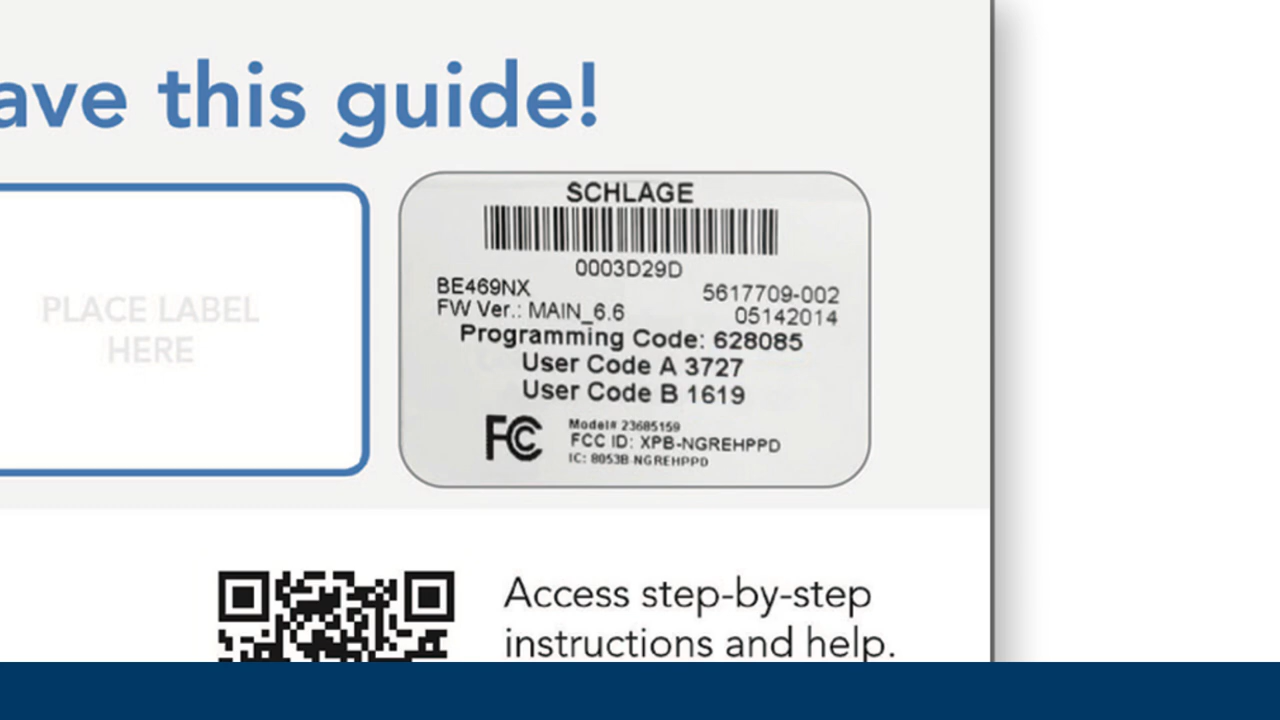 ave this guide!
PLACE LABEL
HERE
SCHLAGE
0003D29D
BE469NX 5617709-002
FW Ver.: MAIN_6.6 05142014
Programming Code: 628085
User Code A 3727
User Code B 1619
FC Model# 23685159
FCC ID: XPB-NGREHPPD
IC: 8053B-NGREHPPD
Access step-by-step
instructions and help.